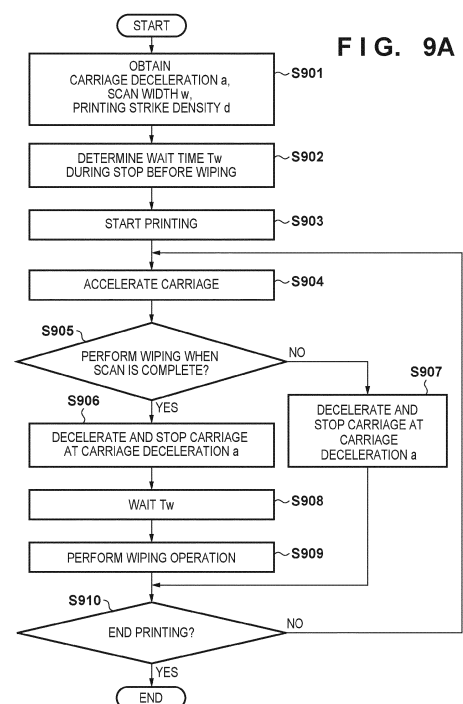 START
FIG. 9A
OBTAIN
CARRIAGE DECELERATION a,
SCAN WIDTH w,
PRINTING STRIKE DENSITY d
S901
DETERMINE WAIT TIME Tw
DURING STOP BEFORE WIPING
S902
START PRINTING
S903
ACCELERATE CARRIAGE
S904
S905
PERFORM WIPING WHEN
SCAN IS COMPLETE?
NO
YES
S906
DECELERATE AND STOP CARRIAGE
AT CARRIAGE DECELERATION a
S907
DECELERATE AND
STOP CARRIAGE AT
CARRIAGE
DECELERATION a
WAIT Tw
S908
PERFORM WIPING OPERATION
S909
S910
END PRINTING?
NO
YES
END